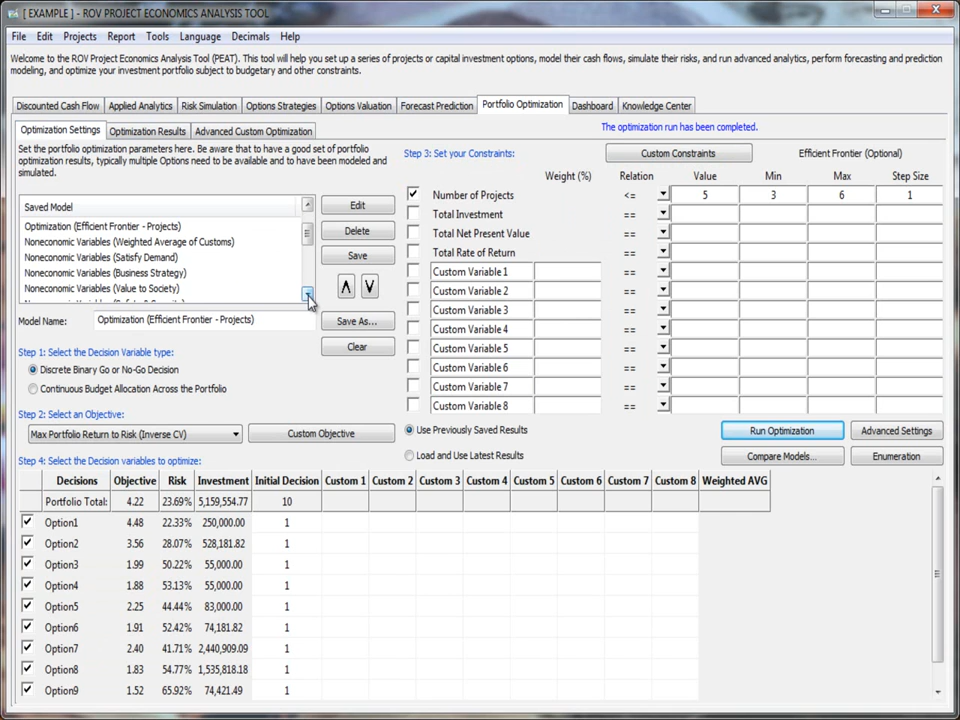 [ EXAMPLE ] - ROV PROJECT ECONOMICS ANALYSIS TOOL
File Edit Projects Report Tools Language Decimals Help
Welcome to the ROV Project Economics Analysis Tool (PEAT). This tool will help you set up a series of projects or capital investment options, model their cash flows, simulate their risks, and run advanced analytics, perform forecasting and prediction
modeling, and optimize your investment portfolio subject to budgetary and other constraints.
Discounted Cash Flow Applied Analytics Risk Simulation Options Strategies Options Valuation Forecast Prediction Portfolio Optimization Dashboard Knowledge Center
Optimization Settings Optimization Results Advanced Custom Optimization
The optimization run has been completed.
Set the portfolio optimization parameters here. Be aware that to have a good set of portfolio
optimization results, typically multiple Options need to be available and to have been modeled and
simulated.
Saved Model
Optimization (Efficient Frontier - Projects)
Noneconomic Variables (Weighted Average of Customs)
Noneconomic Variables (Satisfy Demand)
Noneconomic Variables (Business Strategy)
Noneconomic Variables (Value to Society)
Edit
Delete
Save
Model Name: Optimization (Efficient Frontier - Projects)
Save As...
Clear
Step 1: Select the Decision Variable type:
Discrete Binary Go or No-Go Decision
Continuous Budget Allocation Across the Portfolio
Step 2: Select an Objective:
Max Portfolio Return to Risk (Inverse CV) Custom Objective
Step 3: Set your Constraints: Custom Constraints Efficient Frontier (Optional)
Weight (%) Relation Value Min Max Step Size
Number of Projects <= 5 3 6 1
Total Investment ==
Total Net Present Value ==
Total Rate of Return ==
Custom Variable 1 ==
Custom Variable 2 ==
Custom Variable 3 ==
Custom Variable 4 ==
Custom Variable 5 ==
Custom Variable 6 ==
Custom Variable 7 ==
Custom Variable 8 ==
Use Previously Saved Results Run Optimization Advanced Settings
Load and Use Latest Results Compare Models... Enumeration
Step 4: Select the Decision variables to optimize:
Decisions Objective Risk Investment Initial Decision Custom 1 Custom 2 Custom 3 Custom 4 Custom 5 Custom 6 Custom 7 Custom 8 Weighted AVG
Portfolio Total: 4.22 23.69% 5,159,554.77 10
Option1 4.48 22.33% 250,000.00 1
Option2 3.56 28.07% 528,181.82 1
Option3 1.99 50.22% 55,000.00 1
Option4 1.88 53.13% 55,000.00 1
Option5 2.25 44.44% 83,000.00 1
Option6 1.91 52.42% 74,181.82 1
Option7 2.40 41.71% 2,440,909.09 1
Option8 1.83 54.77% 1,535,818.18 1
Option9 1.52 65.92% 74,421.49 1